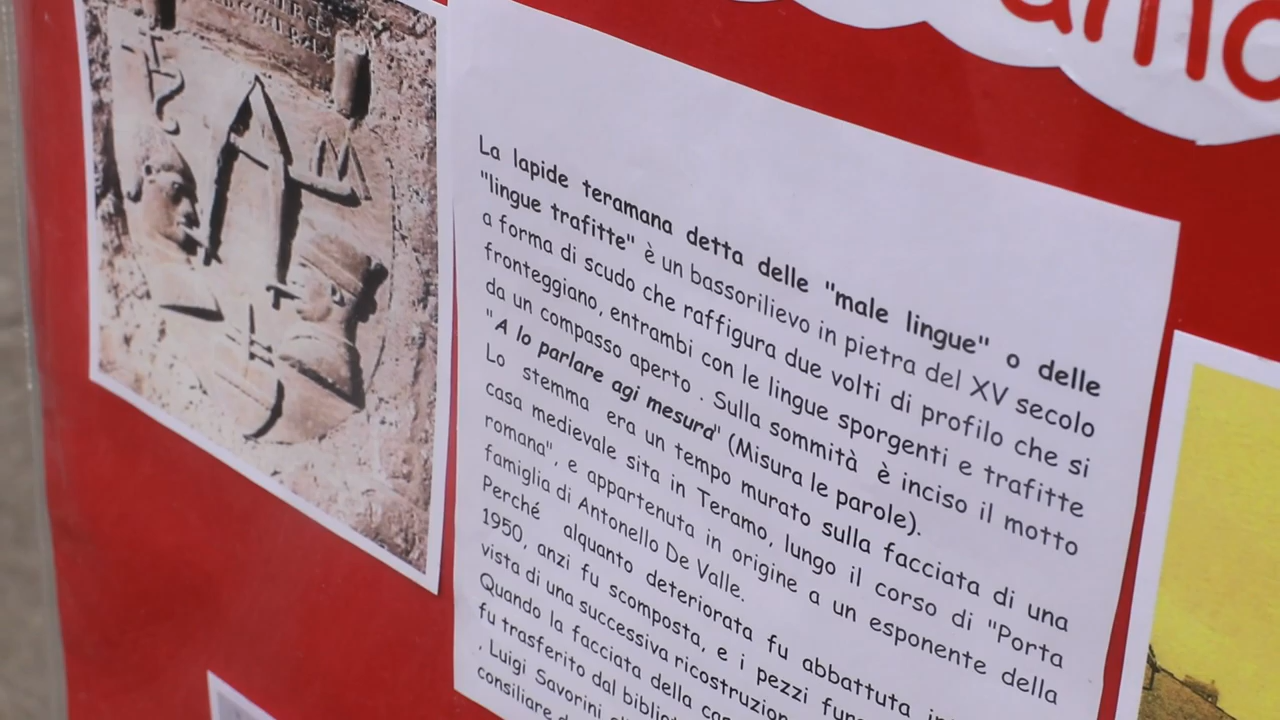 La lapide teramana detta delle "male lingue" o delle
"lingue trafitte" è un bassorilievo in pietra del XV secolo
a forma di scudo che raffigura due volti di profilo che si
fronteggiano, entrambi con le lingue sporgenti e trafitte
da un compasso aperto . Sulla sommità è inciso il motto
"A lo parlare agi mesura" (Misura le parole).
Lo stemma era un tempo murato sulla facciata di una
casa medievale sita in Teramo, lungo il corso di "Porta
romana", e appartenuta in origine a un esponente della
famiglia di Antonello De Valle.
Perché alquanto deteriorata fu abbattuta
1950, anzi fu scomposta, e i pezzi
vista di una successiva
Quando la facciata della
fu trasferito dal
, Luigi Savorini
consiliare